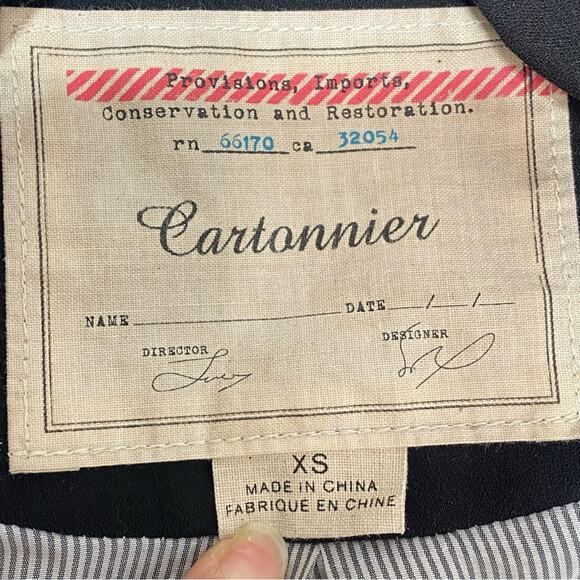 Provisions, Imports,
Conservation and Restoration.
rn 66170 ca 32054
Cartonnier
NAME DATE / /
DIRECTOR DESIGNER
XS
MADE IN CHINA
FABRIQUE EN CHINE